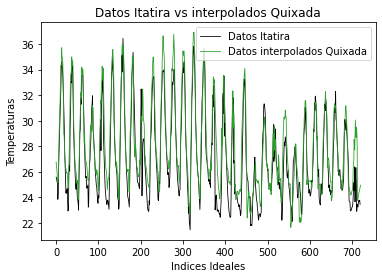 Datos Itatira vs interpolados Quixada
Datos Itatira
Datos interpolados Quixada
Temperaturas
36
34
32
30
28
26
24
22
0 100 200 300 400 500 600 700
Indices Ideales